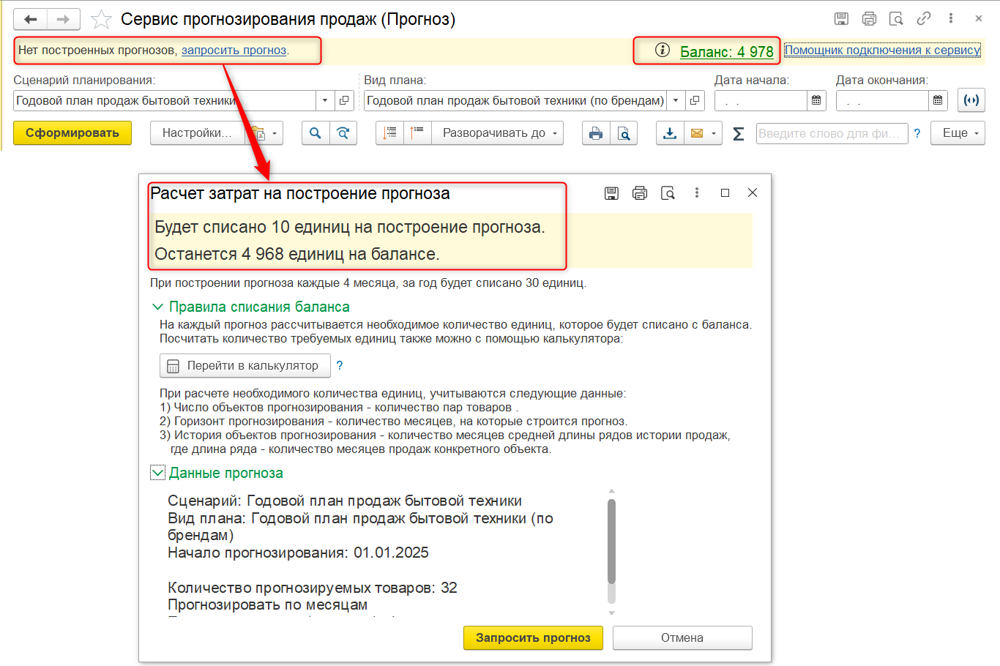 Сервис прогнозирования продаж (Прогноз)
Нет построенных прогнозов, запросить прогноз.
Баланс: 4 978
Помощник подключения к сервису
Сценарий планирования:
Вид плана:
Дата начала:
Дата окончания:
Годовой план продаж бытовой техники
Годовой план продаж бытовой техники (по брендам)
. .
. .
Сформировать
Настройки...
Разворачивать до
Σ
Введите слово для фи...
?
Еще
Расчет затрат на построение прогноза
Будет списано 10 единиц на построение прогноза.
Останется 4 968 единиц на балансе.
При построении прогноза каждые 4 месяца, за год будет списано 30 единиц.
Правила списания баланса
На каждый прогноз рассчитывается необходимое количество единиц, которое будет списано с баланса.
Посчитать количество требуемых единиц также можно с помощью калькулятора:
Перейти в калькулятор ?
При расчете необходимого количества единиц, учитываются следующие данные:
1) Число объектов прогнозирования - количество пар товаров .
2) Горизонт прогнозирования - количество месяцев, на которые строится прогноз.
3) История объектов прогнозирования - количество месяцев средней длины рядов истории продаж,
где длина ряда - количество месяцев продаж конкретного объекта.
Данные прогноза
Сценарий: Годовой план продаж бытовой техники
Вид плана: Годовой план продаж бытовой техники (по
брендам)
Начало прогнозирования: 01.01.2025
Количество прогнозируемых товаров: 32
Прогнозировать по месяцам
Запросить прогноз
Отмена